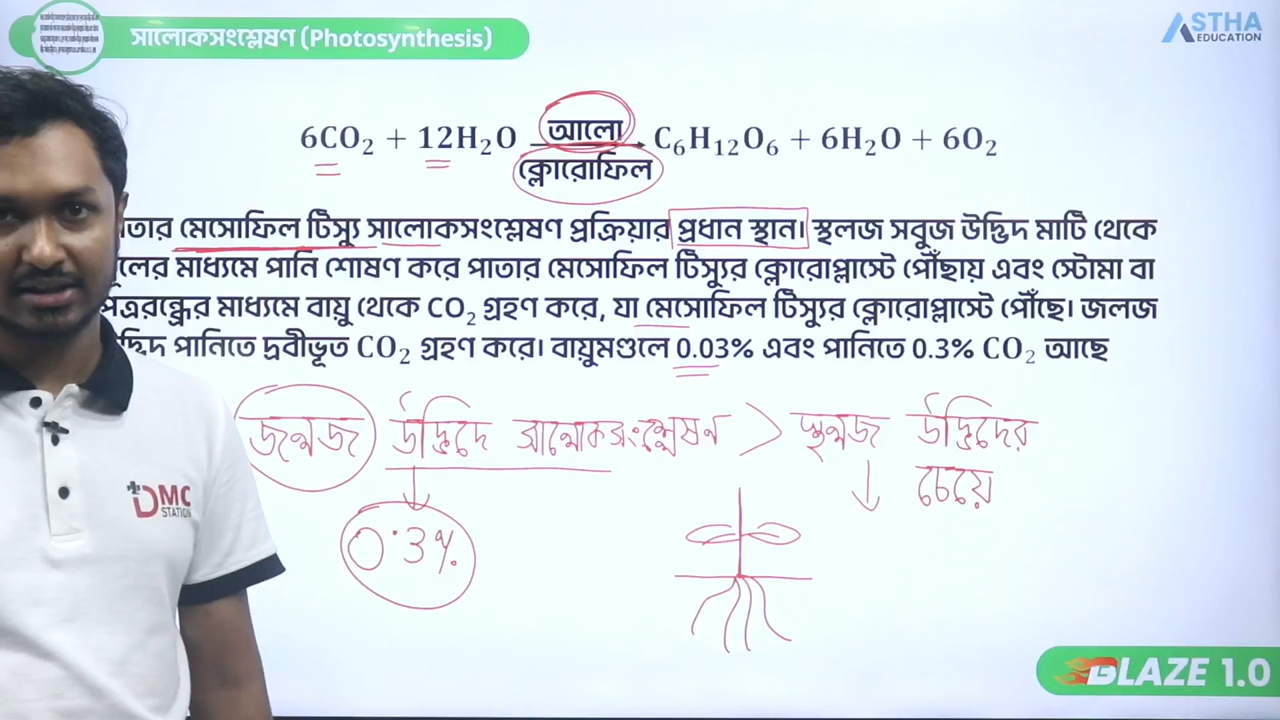 সালোকসংশ্লেষণ (Photosynthesis)
ASTHA
EDUCATION
6CO₂ + 12H₂O আলো ক্লোরোফিল → C₆H₁₂O₆ + 6H₂O + 6O₂
মেসোফিল টিস্যু সালোকসংশ্লেষণ প্রক্রিয়ার প্রধান স্থান। স্থলজ সবুজ উদ্ভিদ মাটি থেকে
মাধ্যমে পানি শোষণ করে পাতার মেসোফিল টিস্যুর ক্লোরোপ্লাস্টে পৌঁছায় এবং স্টোমা বা
পত্ররন্ধ্রের মাধ্যমে বায়ু থেকে CO₂ গ্রহণ করে, যা মেসোফিল টিস্যুর ক্লোরোপ্লাস্টে পৌঁছে। জলজ
পানিতে দ্রবীভূত CO₂ গ্রহণ করে। বায়ুমণ্ডলে 0.03% এবং পানিতে 0.3% CO₂ আছে
জলজ উদ্ভিদে সালোকসংশ্লেষন > স্থলজ উদ্ভিদের
চেয়ে
0.3%
DMC
STATION
BLAZE 1.0